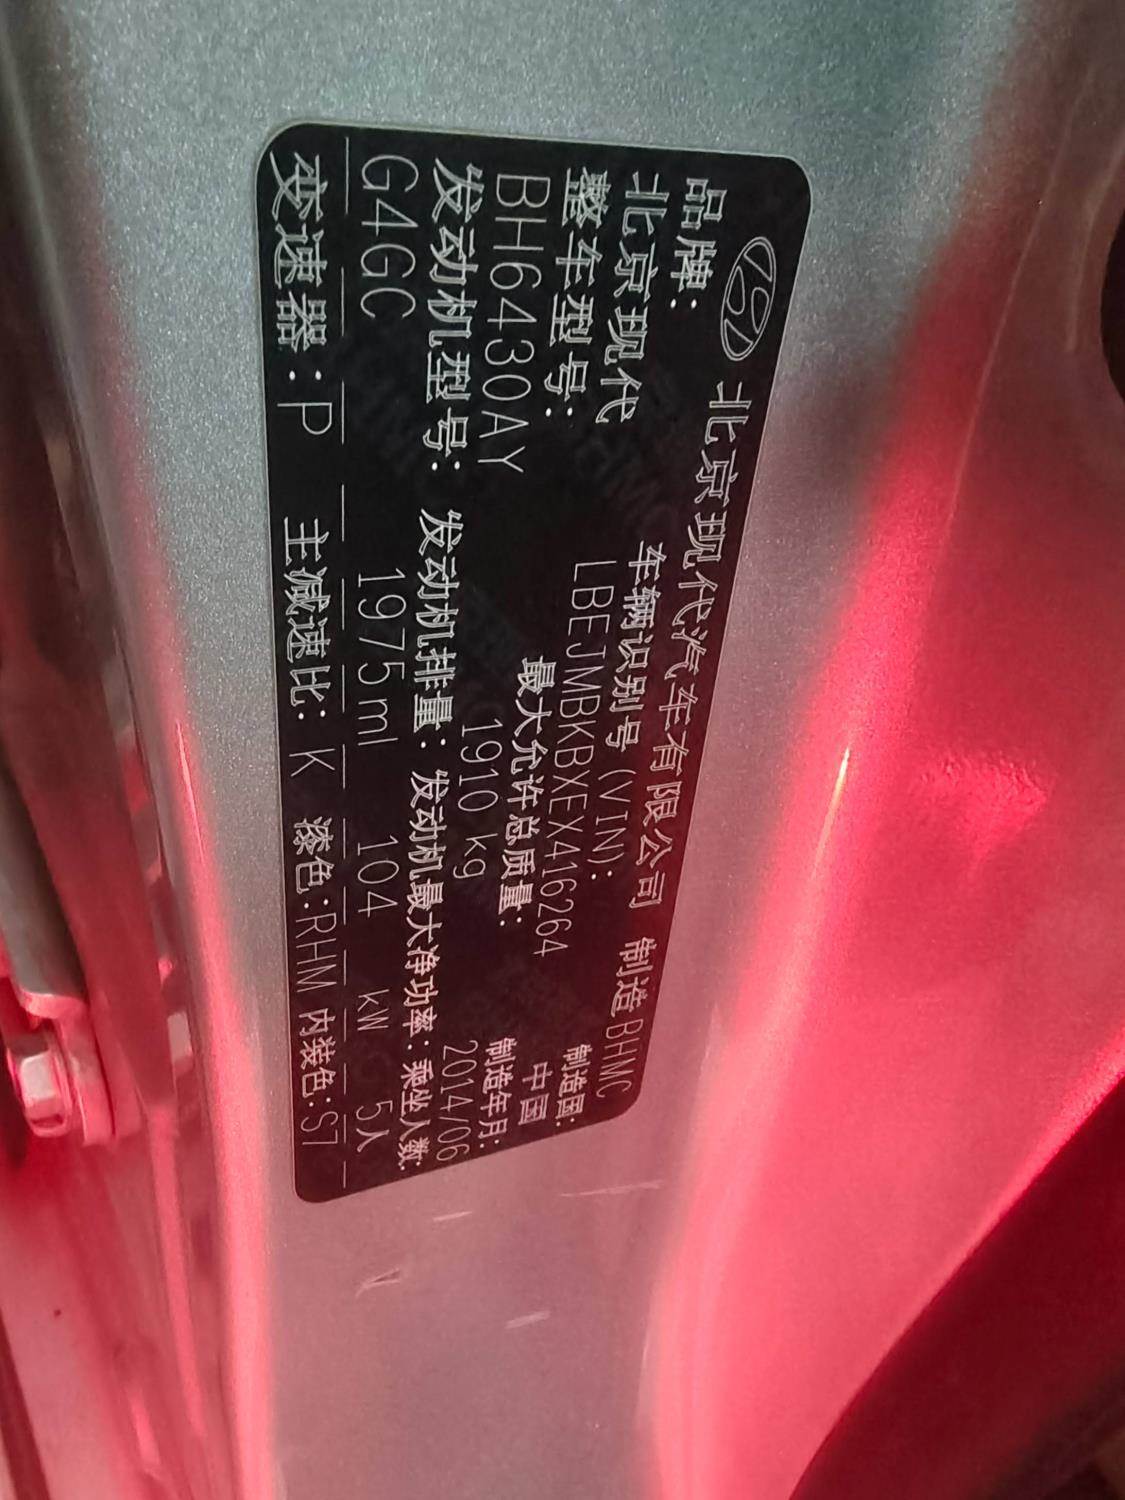 北京现代汽车有限公司 制造 BHMC
品牌: 车辆识别号(VIN): 制造国:
北京现代 LBEJMBKBXEX416264 中国
整车型号: 最大允许总质量: 制造年月:
BH6430AY 1910 kg 2014/06
发动机型号: 发动机排量: 发动机最大净功率: 乘坐人数:
G4GC 1975ml 104 kW 5人
变速器:P 主减速比: K 漆色:RHM 内装色:S7